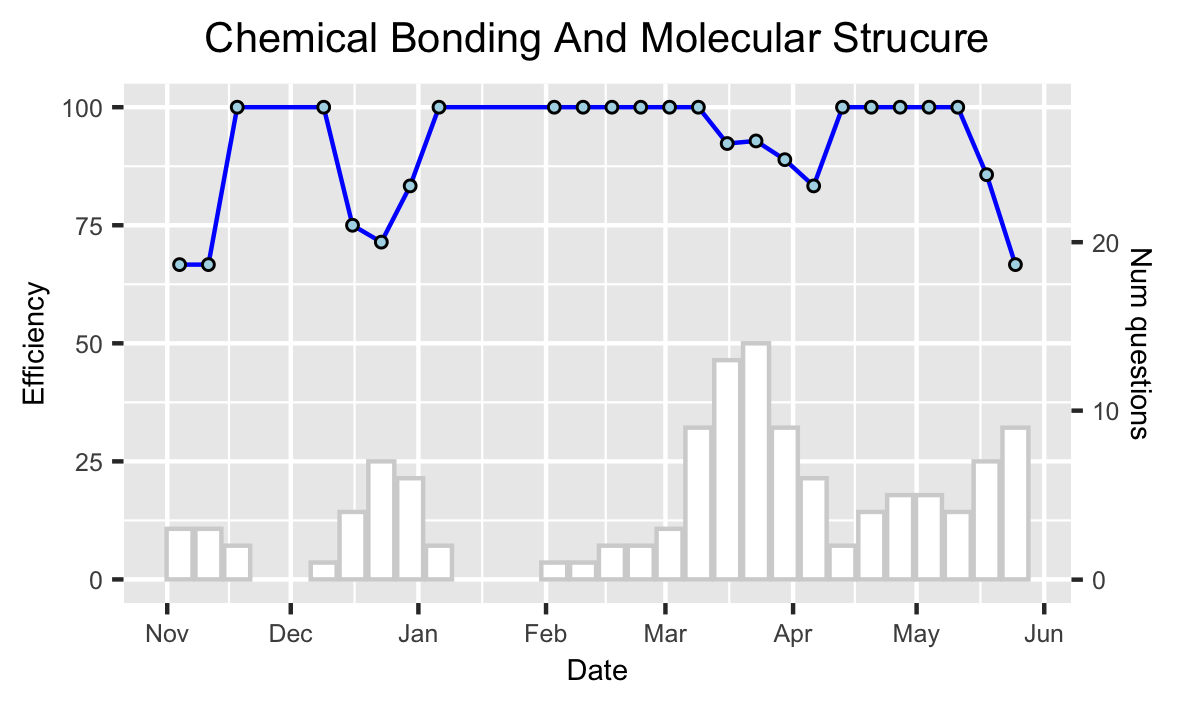 Chemical Bonding And Molecular Strucure
100
75
50
25
0
Efficiency
20
10
0
Num questions
Nov Dec Jan Feb Mar Apr May Jun
Date